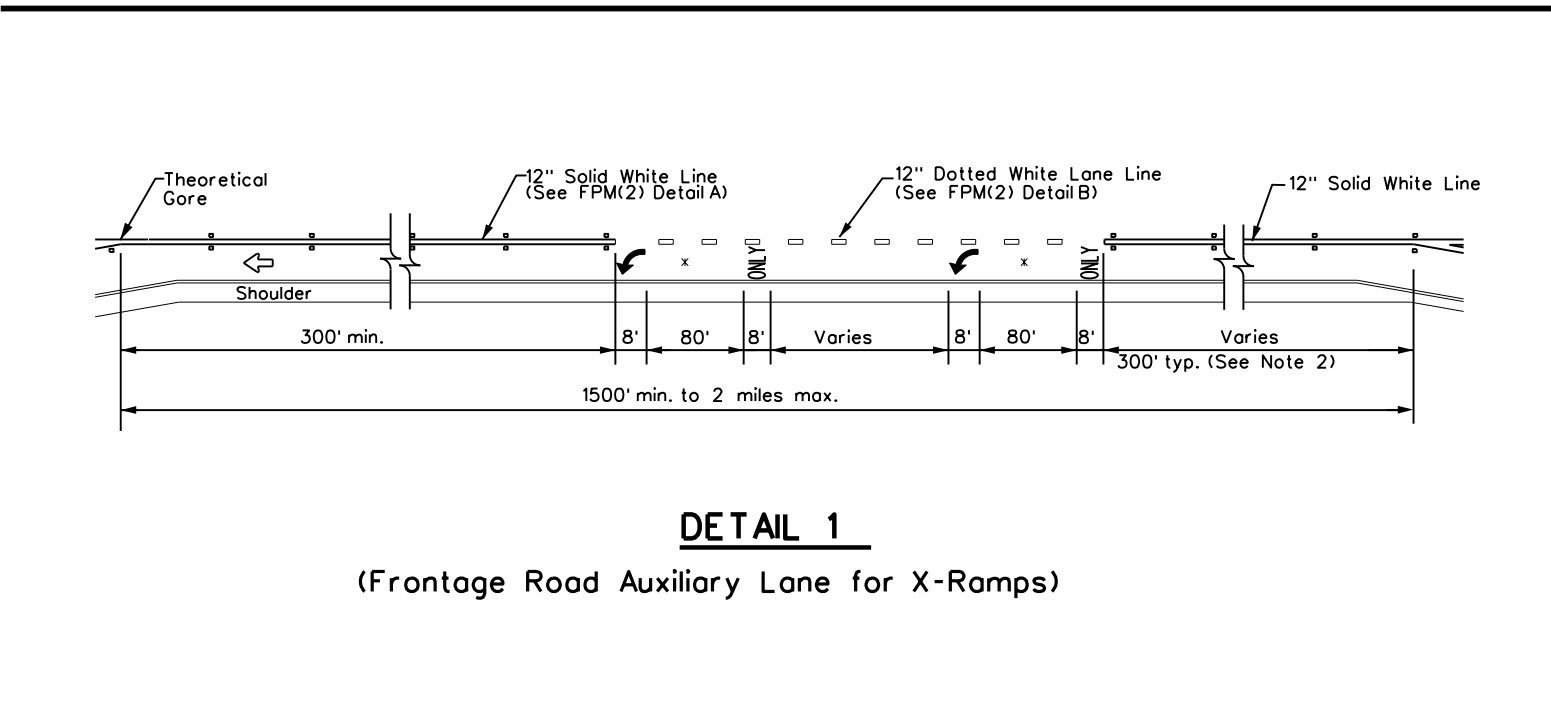 Theoretical
Gore
12" Solid White Line
(See FPM(2) Detail A)
12" Dotted White Lane Line
(See FPM(2) Detail B)
12" Solid White Line
ONLY
ONLY
Shoulder
300' min.
8'
80'
8'
Varies
8'
80'
8'
Varies
300' typ. (See Note 2)
1500' min. to 2 miles max.
DETAIL 1
(Frontage Road Auxiliary Lane for X-Ramps)